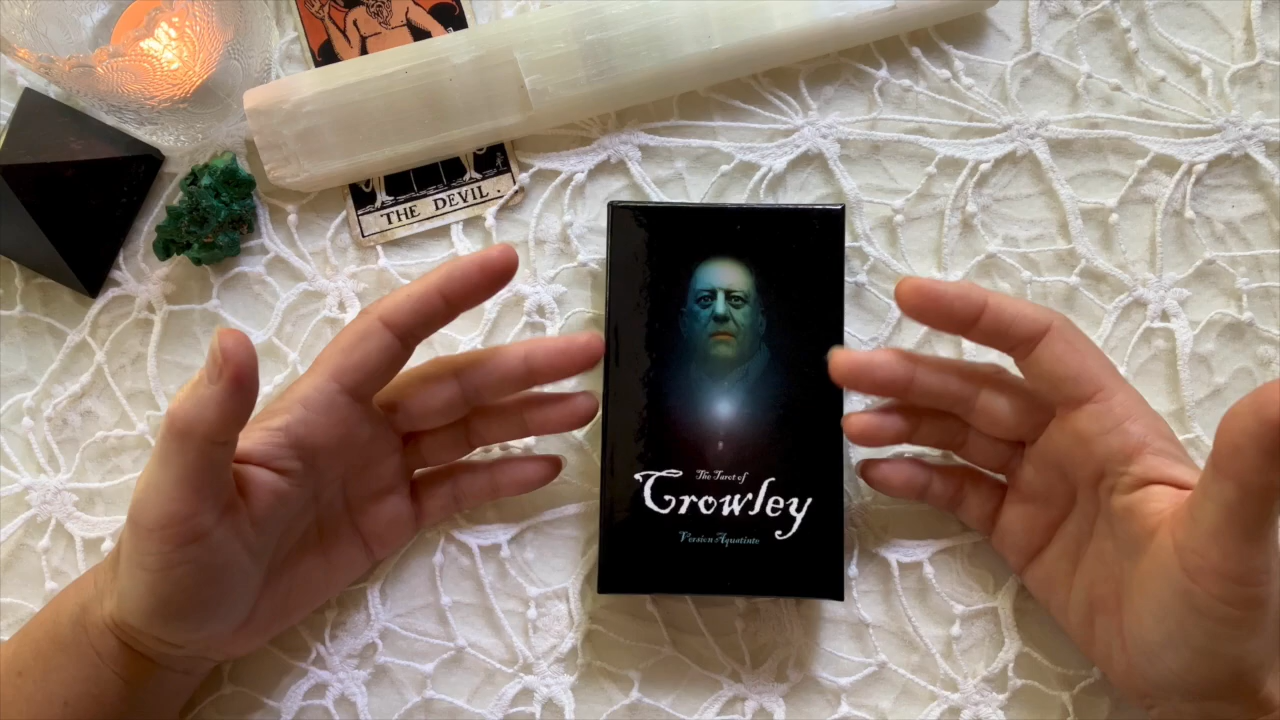 THE DEVIL.
The Tarot of
Crowley
Version Aquatinte